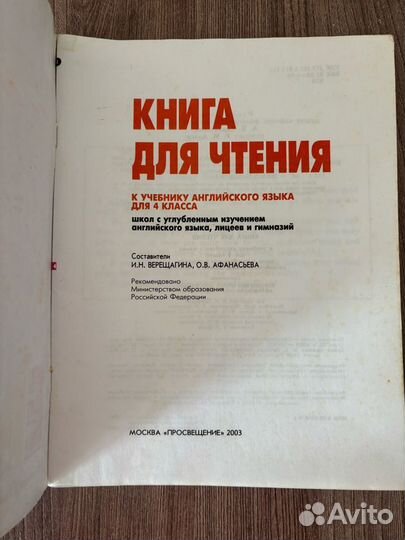 КНИГА
ДЛЯ ЧТЕНИЯ
К УЧЕБНИКУ АНГЛИЙСКОГО ЯЗЫКА
ДЛЯ 4 КЛАССА
школ с углубленным изучением
английского языка, лицеев и гимназий
Составители
И.Н. ВЕРЕЩАГИНА, О.В. АФАНАСЬЕВА
Рекомендовано
Министерством образования
Российской Федерации
МОСКВА «ПРОСВЕЩЕНИЕ» 2003
Avito